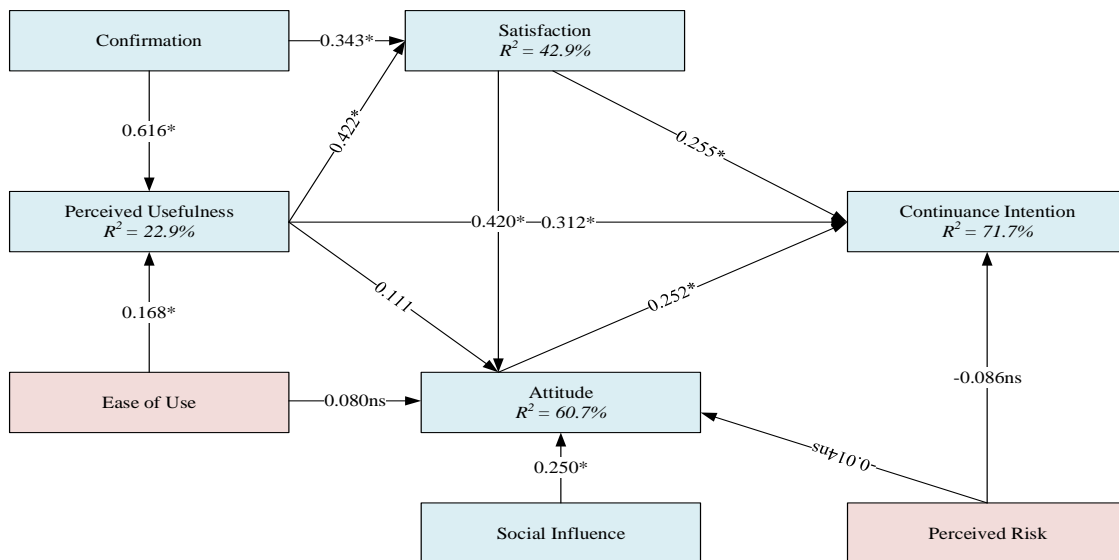 Confirmation
0.343*
Satisfaction
R² = 42.9%
0.616*
0.422*
0.255*
Perceived Usefulness
R² = 22.9%
0.420*
0.312*
Continuance Intention
R² = 71.7%
0.168*
0.111
0.252*
-0.086ns
Ease of Use
0.080ns
Attitude
R² = 60.7%
-0.014ns
0.250*
Social Influence
Perceived Risk